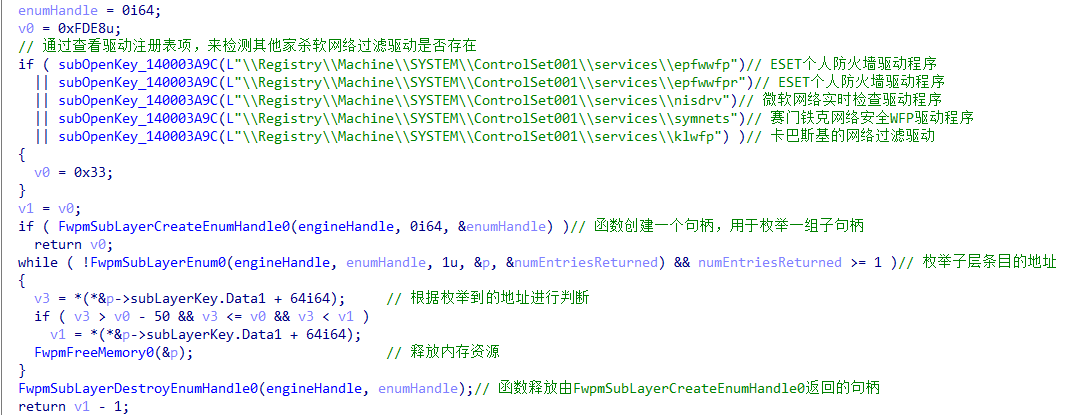 enumHandle = 0i64;
v0 = 0xFDE8u;
// 通过查看驱动注册表项，来检测其他家杀软网络过滤驱动是否存在
if ( subOpenKey_140003A9C(L"\\Registry\\Machine\\SYSTEM\\ControlSet001\\services\\epfwwfp")// ESET个人防火墙驱动程序
|| subOpenKey_140003A9C(L"\\Registry\\Machine\\SYSTEM\\ControlSet001\\services\\epfwwfpr")// ESET个人防火墙驱动程序
|| subOpenKey_140003A9C(L"\\Registry\\Machine\\SYSTEM\\ControlSet001\\services\\nisdrv")// 微软网络实时检查驱动程序
|| subOpenKey_140003A9C(L"\\Registry\\Machine\\SYSTEM\\ControlSet001\\services\\symnets")// 赛门铁克网络安全WFP驱动程序
|| subOpenKey_140003A9C(L"\\Registry\\Machine\\SYSTEM\\ControlSet001\\services\\klwfp") )// 卡巴斯基的网络过滤驱动
{
v0 = 0x33;
}
v1 = v0;
if ( FwpmSubLayerCreateEnumHandle0(engineHandle, 0i64, &enumHandle) )// 函数创建一个句柄，用于枚举一组子句柄
return v0;
while ( !FwpmSubLayerEnum0(engineHandle, enumHandle, 1u, &p, &numEntriesReturned) && numEntriesReturned >= 1 )// 枚举子层条目的地址
{
v3 = *(*&p->subLayerKey.Data1 + 64i64); // 根据枚举到的地址进行判断
if ( v3 > v0 - 50 && v3 <= v0 && v3 < v1 )
v1 = *(*&p->subLayerKey.Data1 + 64i64);
FwpmFreeMemory0(&p); // 释放内存资源
}
FwpmSubLayerDestroyEnumHandle0(engineHandle, enumHandle);// 函数释放由FwpmSubLayerCreateEnumHandle0返回的句柄
return v1 - 1;